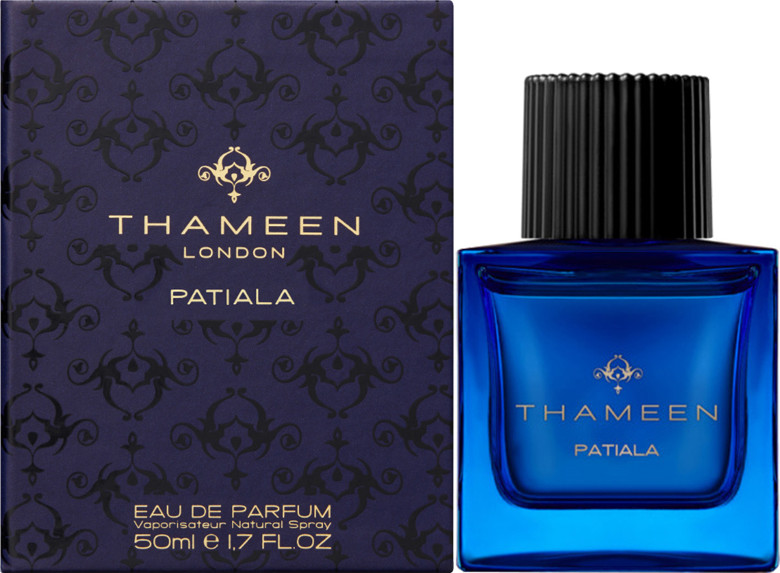 THAMEEN
LONDON
PATIALA
EAU DE PARFUM
Vaporisateur Natural Spray
50ml e 1,7 FL.OZ
THAMEEN
PATIALA